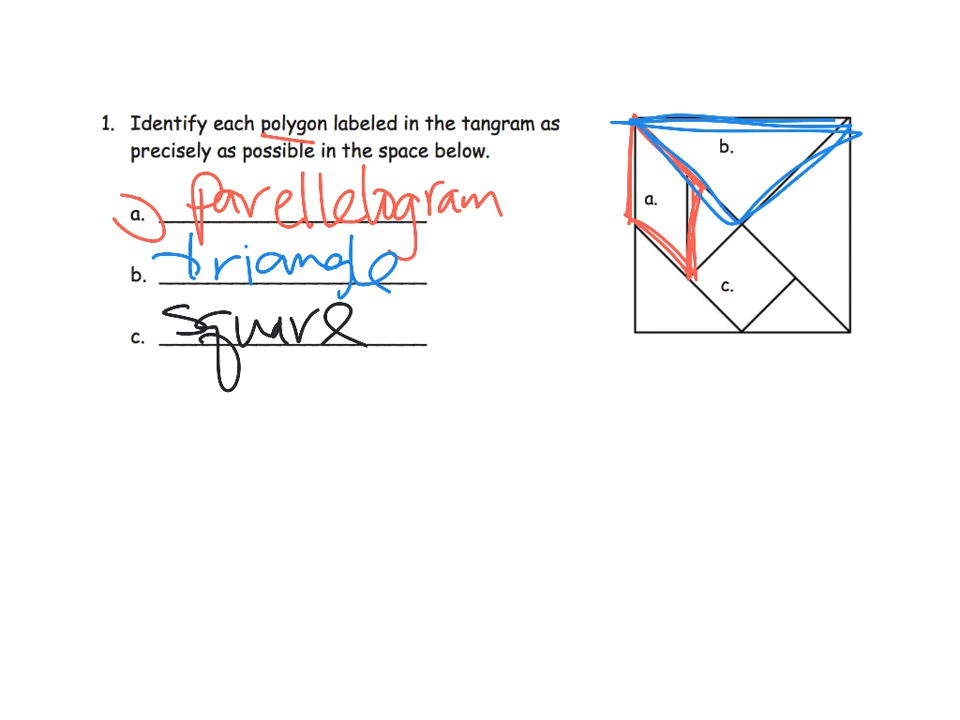 1. Identify each polygon labeled in the tangram as
precisely as possible in the space below.
a. parellelogram
b. triangle
c. square
b.
a.
c.